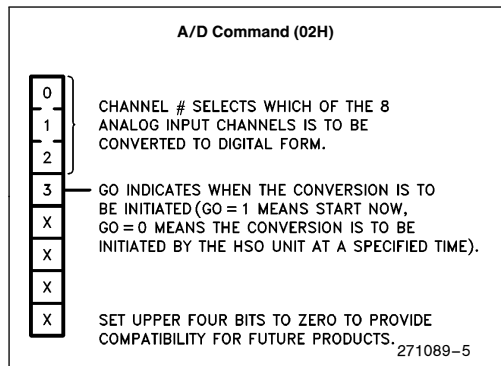 A/D Command (02H)
0
1
2
CHANNEL # SELECTS WHICH OF THE 8
ANALOG INPUT CHANNELS IS TO BE
CONVERTED TO DIGITAL FORM.
3
GO INDICATES WHEN THE CONVERSION IS TO
BE INITIATED (GO = 1 MEANS START NOW,
GO = 0 MEANS THE CONVERSION IS TO BE
INITIATED BY THE HSO UNIT AT A SPECIFIED TIME).
X
X
X
X
SET UPPER FOUR BITS TO ZERO TO PROVIDE
COMPATIBILITY FOR FUTURE PRODUCTS.
271089-5